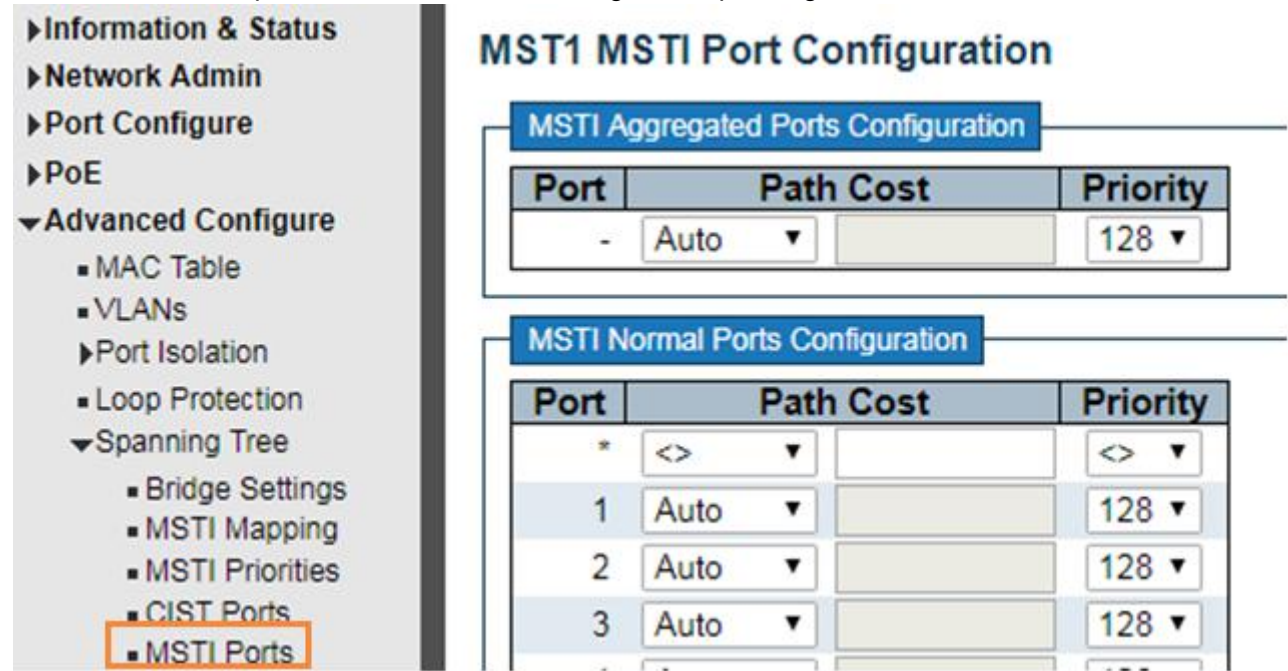 Information & Status
Network Admin
Port Configure
PoE
Advanced Configure
MAC Table
VLANs
Port Isolation
Loop Protection
Spanning Tree
Bridge Settings
MSTI Mapping
MSTI Priorities
CIST Ports
MSTI Ports
MST1 MSTI Port Configuration
MSTI Aggregated Ports Configuration
Port Path Cost Priority
- Auto 128
MSTI Normal Ports Configuration
Port Path Cost Priority
* <> <>
1 Auto 128
2 Auto 128
3 Auto 128